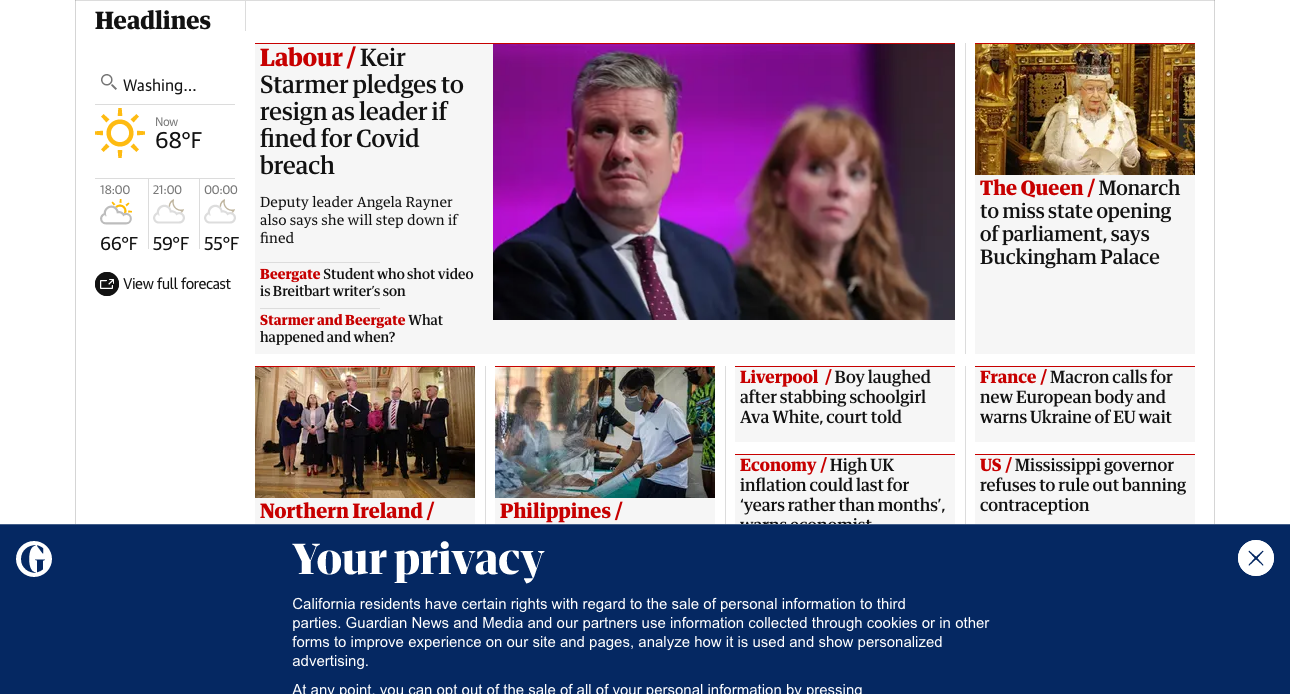 Headlines
Washing...
Now
68°F
18:00
21:00
00:00
66°F
59°F
55°F
View full forecast
Labour / Keir
Starmer pledges to
resign as leader if
fined for Covid
breach
Deputy leader Angela Rayner
also says she will step down if
fined
Beergate Student who shot video
is Breitbart writer's son
Starmer and Beergate What
happened and when?
The Queen / Monarch
to miss state opening
of parliament, says
Buckingham Palace
Northern Ireland /
Philippines /
Liverpool / Boy laughed
after stabbing schoolgirl
Ava White, court told
Economy / High UK
inflation could last for
‘years rather than months’,
warns economist
France / Macron calls for
new European body and
warns Ukraine of EU wait
US / Mississippi governor
refuses to rule out banning
contraception
G
Your privacy
California residents have certain rights with regard to the sale of personal information to third
parties. Guardian News and Media and our partners use information collected through cookies or in other
forms to improve experience on our site and pages, analyze how it is used and show personalized
advertising.
At any point, you can opt out of the sale of all of your personal information by pressing